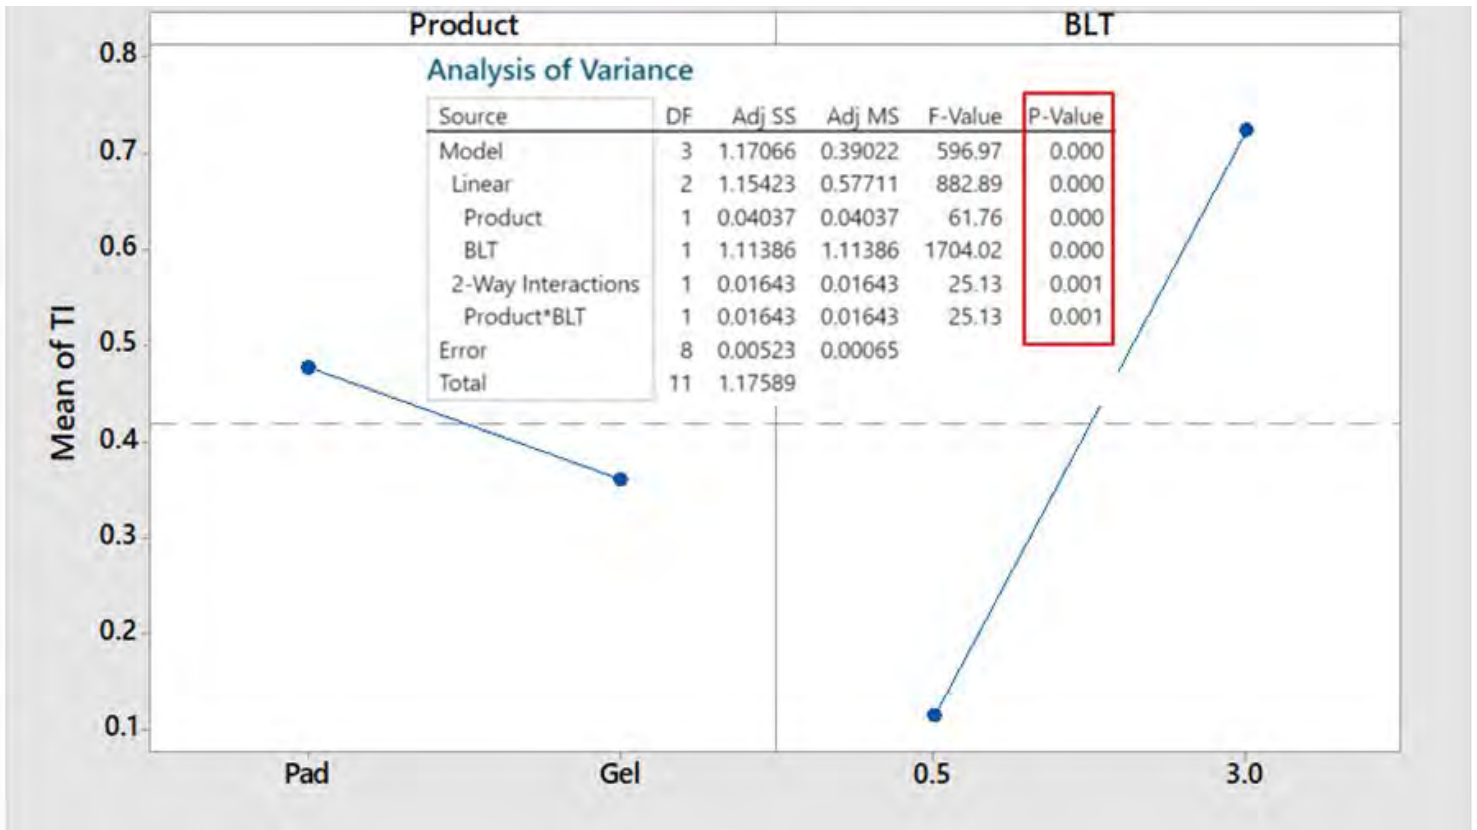 Product BLT
Analysis of Variance
Source DF Adj SS Adj MS F-Value P-Value
Model 3 1.17066 0.39022 596.97 0.000
Linear 2 1.15423 0.57711 882.89 0.000
Product 1 0.04037 0.04037 61.76 0.000
BLT 1 1.11386 1.11386 1704.02 0.000
2-Way Interactions 1 0.01643 0.01643 25.13 0.001
Product*BLT 1 0.01643 0.01643 25.13 0.001
Error 8 0.00523 0.00065
Total 11 1.17589
Mean of TI
0.8
0.7
0.6
0.5
0.4
0.3
0.2
0.1
Pad Gel 0.5 3.0